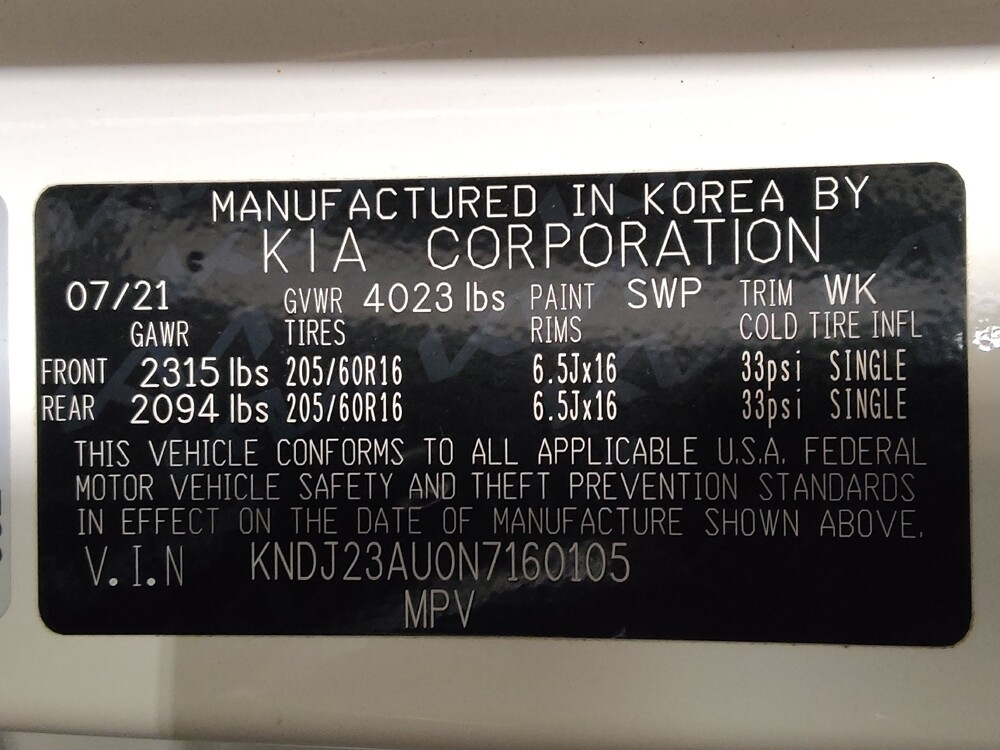 MANUFACTURED IN KOREA BY
KIA CORPORATION
07/21 GVWR 4023 lbs PAINT SWP TRIM WK
GAWR TIRES RIMS COLD TIRE INFL
FRONT 2315 lbs 205/60R16 6.5Jx16 33psi SINGLE
REAR 2094 lbs 205/60R16 6.5Jx16 33psi SINGLE
THIS VEHICLE CONFORMS TO ALL APPLICABLE U.S.A. FEDERAL
MOTOR VEHICLE SAFETY AND THEFT PREVENTION STANDARDS
IN EFFECT ON THE DATE OF MANUFACTURE SHOWN ABOVE.
V.I.N KNDJ23AU0N7160105
MPV